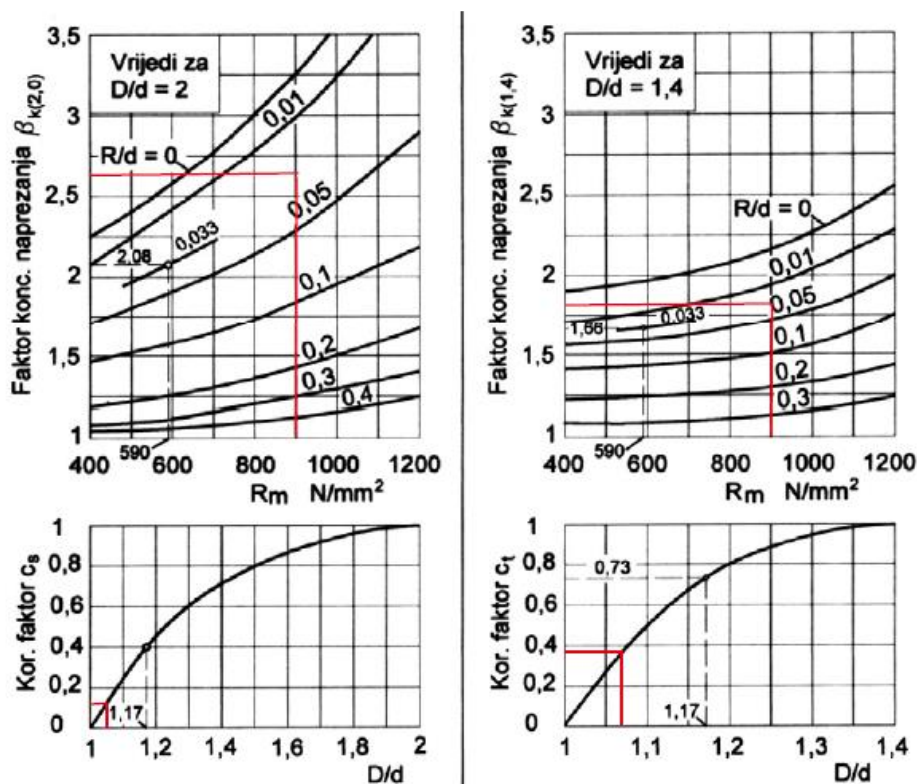 Faktor konc. naprezanja βk(2,0)
3,5
3
2,5
2
1,5
1
Vrijedi za
D/d = 2
R/d = 0
0,01
0,05
0,033
2,08
0,1
0,2
0,3
0,4
590
400 600 800 1000 1200
Rm N/mm²
Faktor konc. naprezanja βk(1,4)
3,5
3
2,5
2
1,5
1
Vrijedi za
D/d = 1,4
R/d = 0
0,01
0,05
0.033
1,66
0,1
0,2
0,3
590
400 600 800 1000 1200
Rm N/mm²
Kor. faktor cs
1
0,8
0,6
0,4
0,2
0
1,17
1 1,2 1,4 1,6 1,8 2
D/d
Kor. faktor ct
1
0,8
0,6
0,4
0,2
0
0,73
1,17
1 1,1 1,2 1,3 1,4
D/d